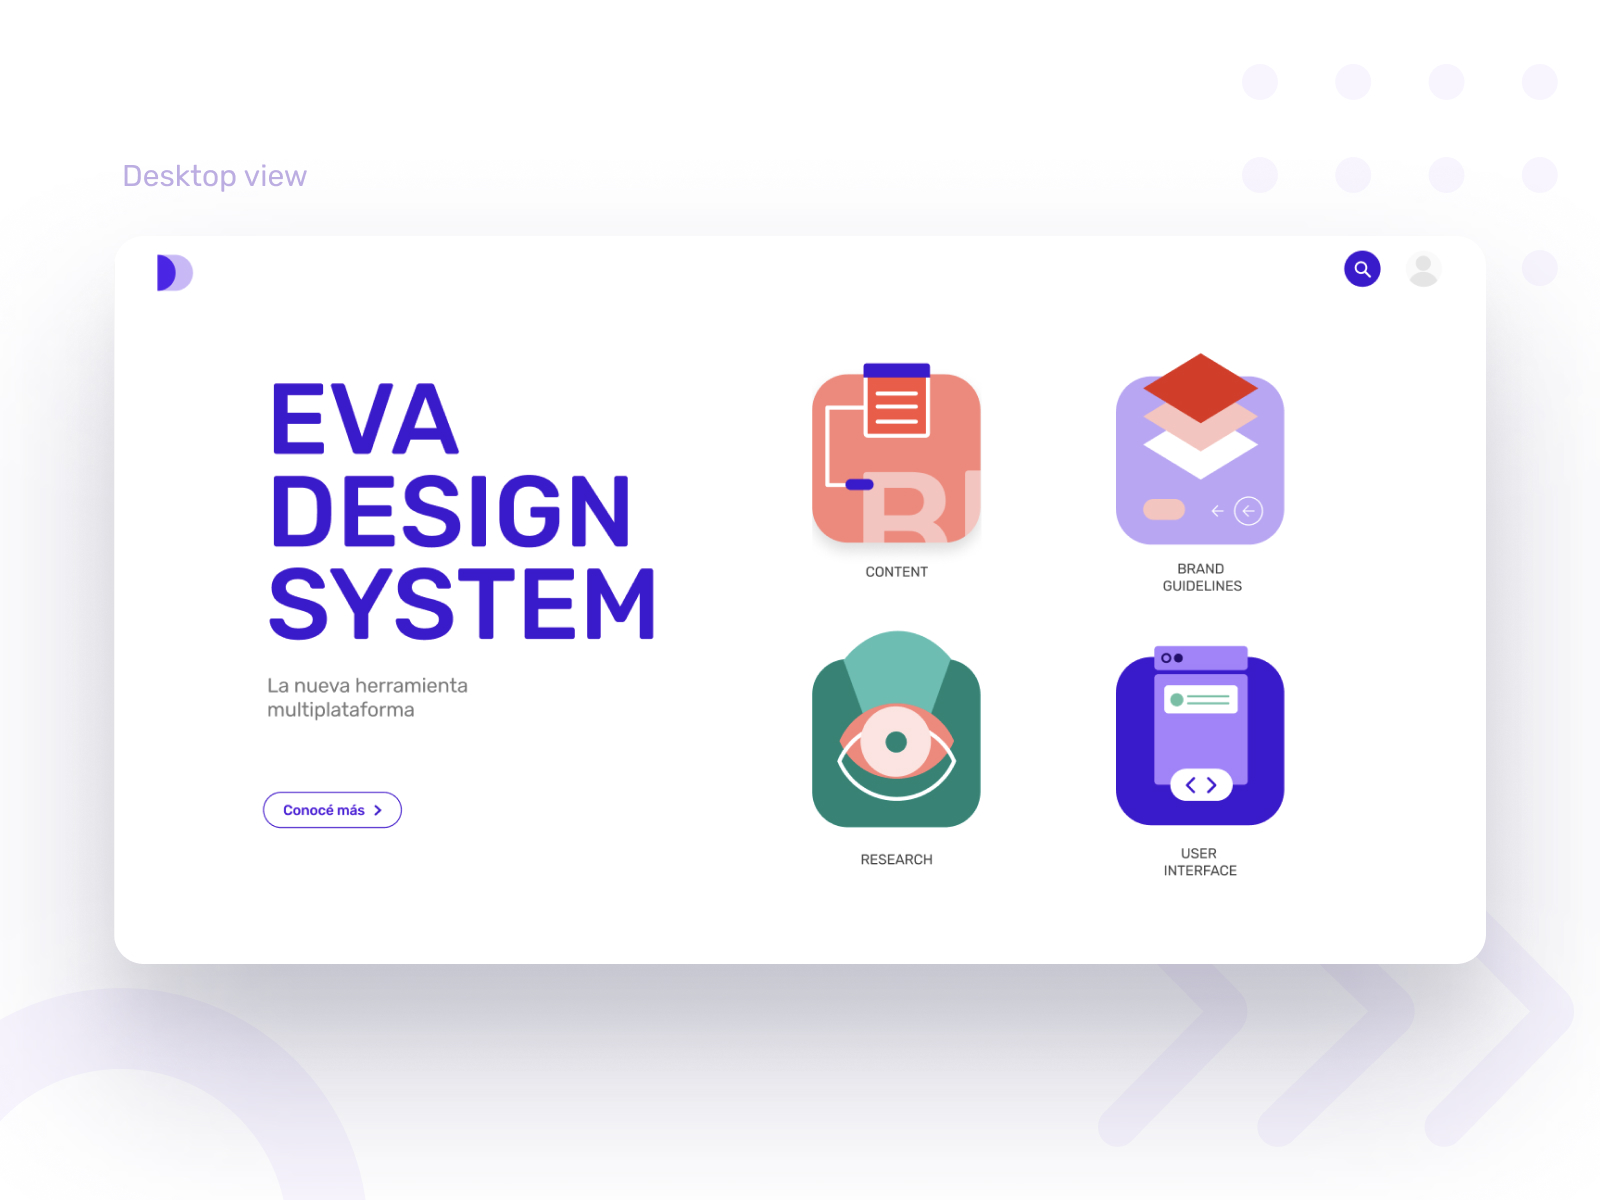 Desktop view
EVA
DESIGN
SYSTEM
La nueva herramienta
multiplataforma
Conocé más
CONTENT
BRAND
GUIDELINES
RESEARCH
USER
INTERFACE